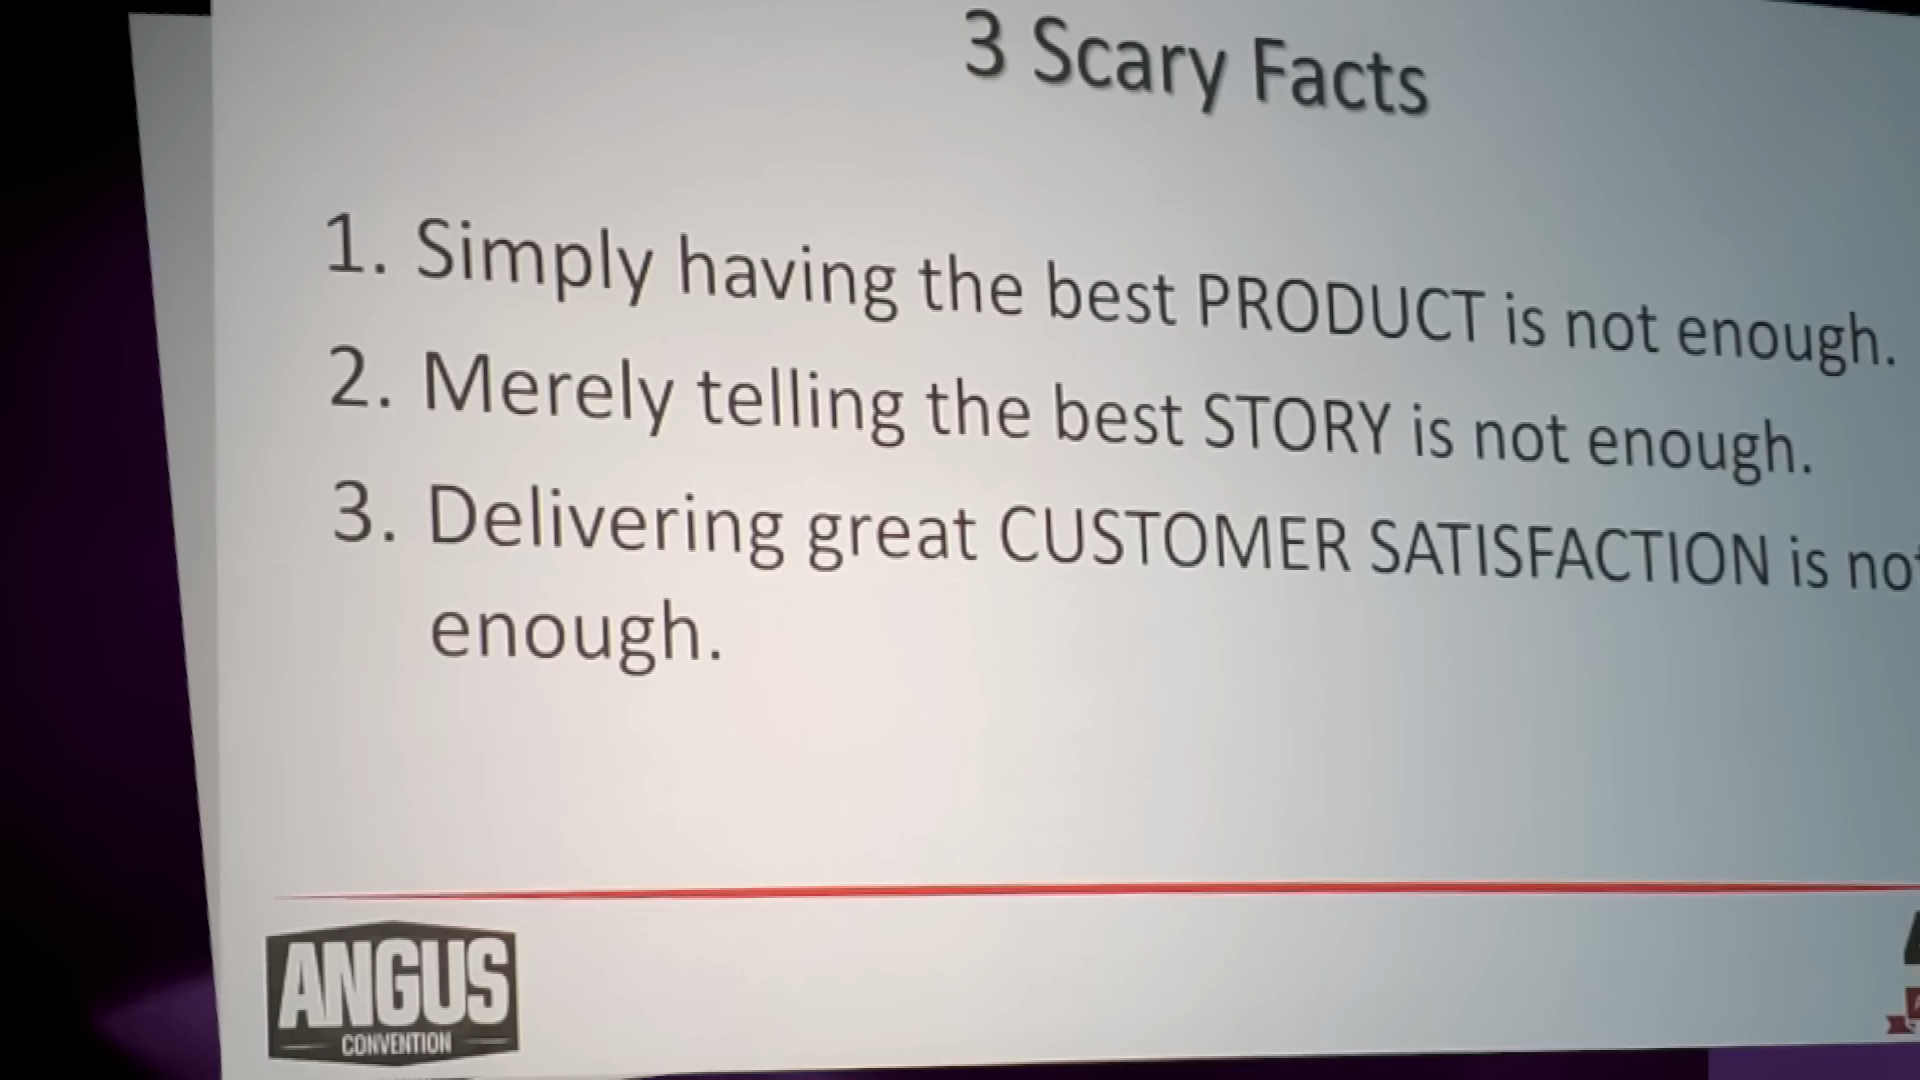 3 Scary Facts
1. Simply having the best PRODUCT is not enough.
2. Merely telling the best STORY is not enough.
3. Delivering great CUSTOMER SATISFACTION is not
enough.
ANGUS
CONVENTION